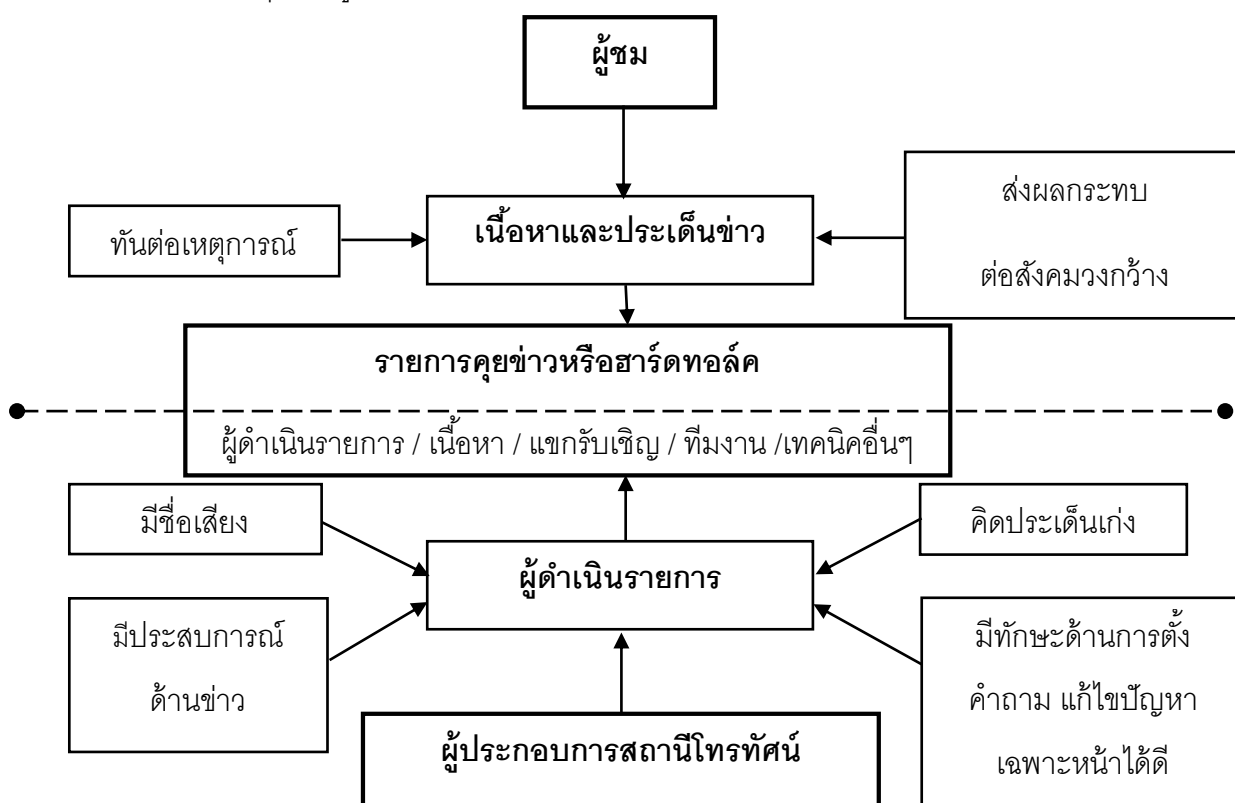 ผู้ชม
ส่งผลกระทบ
ต่อสังคมวงกว้าง
ทันต่อเหตุการณ์
เนื้อหาและประเด็นข่าว
รายการคุยข่าวหรือฮาร์ดทอล์ค
ผู้ดำเนินรายการ / เนื้อหา / แขกรับเชิญ / ทีมงาน /เทคนิคอื่นๆ
มีชื่อเสียง
คิดประเด็นเก่ง
ผู้ดำเนินรายการ
มีประสบการณ์
ด้านข่าว
มีทักษะด้านการตั้ง
คำถาม แก้ไขปัญหา
เฉพาะหน้าได้ดี
ผู้ประกอบการสถานีโทรทัศน์